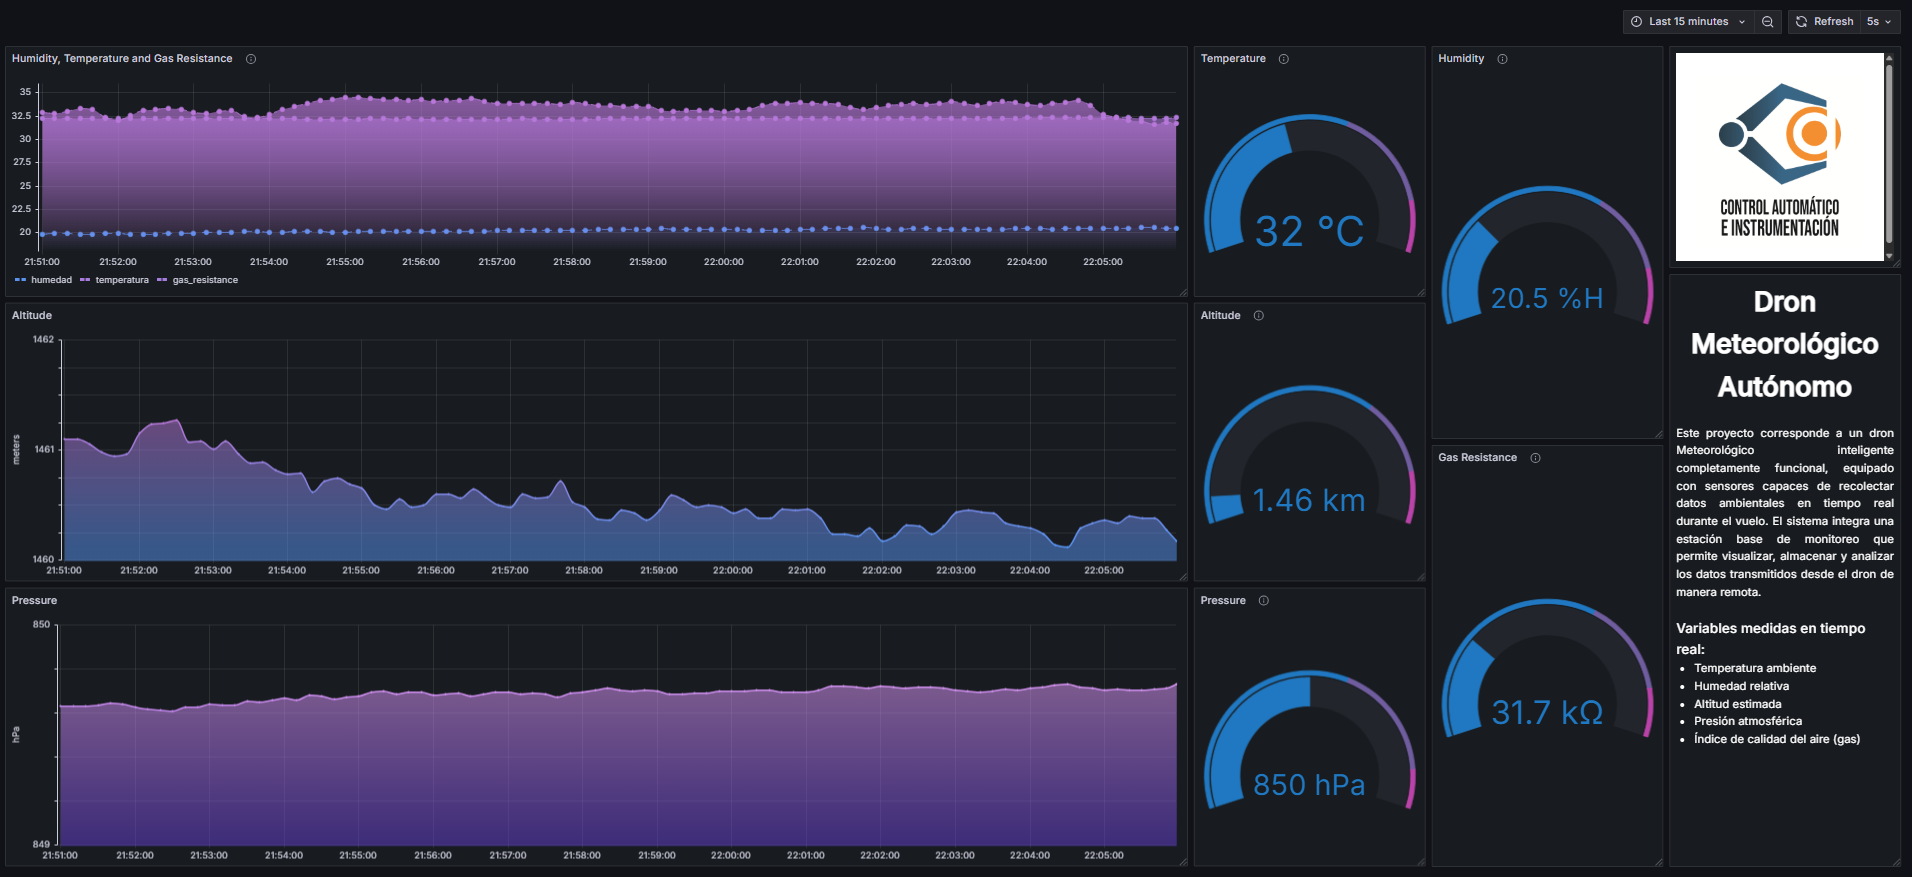 Last 15 minutes
Refresh 5s
Humidity, Temperature and Gas Resistance
35
32.5
30
27.5
25
22.5
20
21:51:00 21:52:00 21:53:00 21:54:00 21:55:00 21:56:00 21:57:00 21:58:00 21:59:00 22:00:00 22:01:00 22:02:00 22:03:00 22:04:00 22:05:00
humedad temperatura gas_resistance
Altitude
1462
1461
1460
meters
21:51:00 21:52:00 21:53:00 21:54:00 21:55:00 21:56:00 21:57:00 21:58:00 21:59:00 22:00:00 22:01:00 22:02:00 22:03:00 22:04:00 22:05:00
Pressure
850
849
hPa
21:51:00 21:52:00 21:53:00 21:54:00 21:55:00 21:56:00 21:57:00 21:58:00 21:59:00 22:00:00 22:01:00 22:02:00 22:03:00 22:04:00 22:05:00
Temperature
32 °C
Altitude
1.46 km
Pressure
850 hPa
Humidity
20.5 %H
Gas Resistance
31.7 kΩ
CONTROL AUTOMÁTICO
E INSTRUMENTACIÓN
Dron
Meteorológico
Autónomo
Este proyecto corresponde a un dron
Meteorológico inteligente
completamente funcional, equipado
con sensores capaces de recolectar
datos ambientales en tiempo real
durante el vuelo. El sistema integra una
estación base de monitoreo que
permite visualizar, almacenar y analizar
los datos transmitidos desde el dron de
manera remota.
Variables medidas en tiempo
real:
• Temperatura ambiente
• Humedad relativa
• Altitud estimada
• Presión atmosférica
• Índice de calidad del aire (gas)